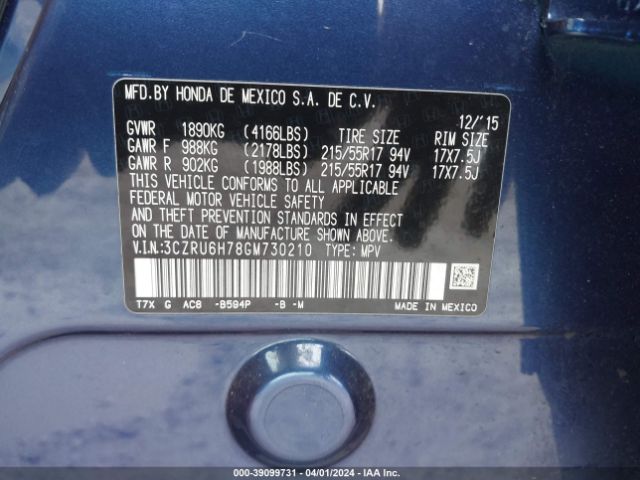 MFD.BY HONDA DE MEXICO S.A. DE C.V.
12/'15
GVWR 1890KG (4166LBS) TIRE SIZE RIM SIZE
GAWR F 988KG (2178LBS) 215/55R17 94V 17X7.5J
GAWR R 902KG (1988LBS) 215/55R17 94V 17X7.5J
THIS VEHICLE CONFORMS TO ALL APPLICABLE
FEDERAL MOTOR VEHICLE SAFETY
AND THEFT PREVENTION STANDARDS IN EFFECT
ON THE DATE OF MANUFACTURE SHOWN ABOVE.
V.I.N.:3CZRU6H78GM730210 TYPE: MPV
T7X G AC8 -B594P -B -M MADE IN MEXICO
000-39099731 - 04/01/2024 - IAA Inc.